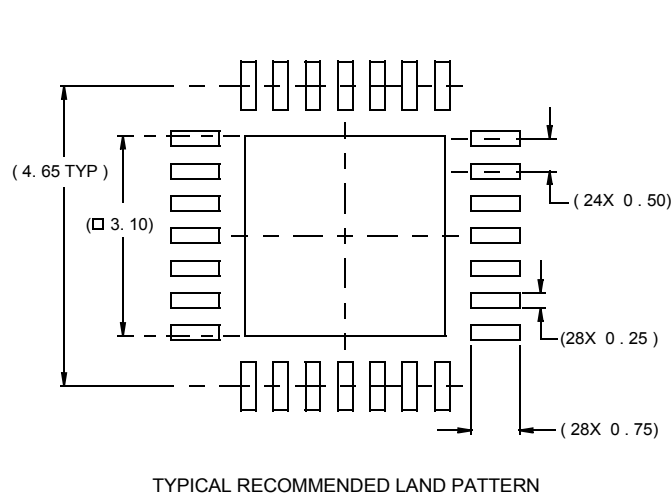 ( 4. 65 TYP )
( 24X 0 . 50)
(□ 3. 10)
(28X 0 . 25 )
( 28X 0 . 75)
TYPICAL RECOMMENDED LAND PATTERN